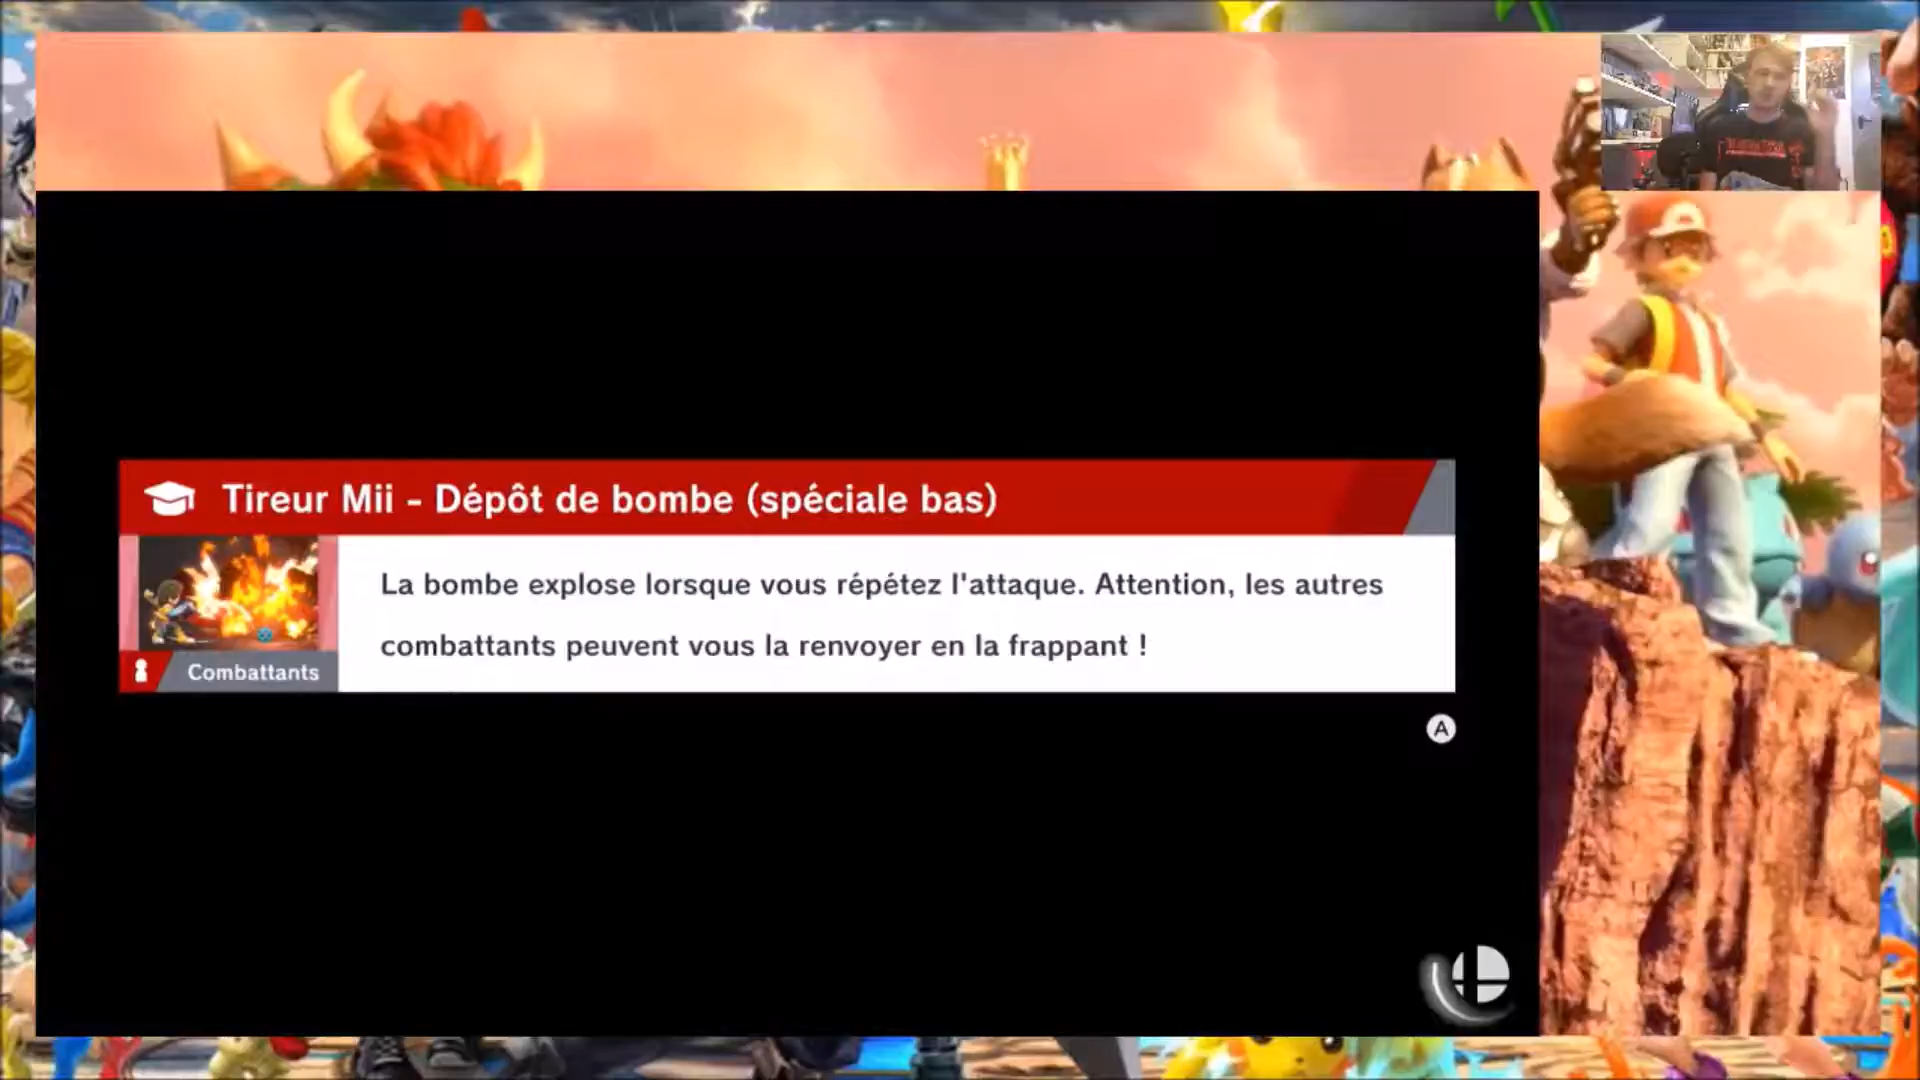 Tireur Mii - Dépôt de bombe (spéciale bas)
La bombe explose lorsque vous répétez l'attaque. Attention, les autres
combattants peuvent vous la renvoyer en la frappant !
Combattants
A